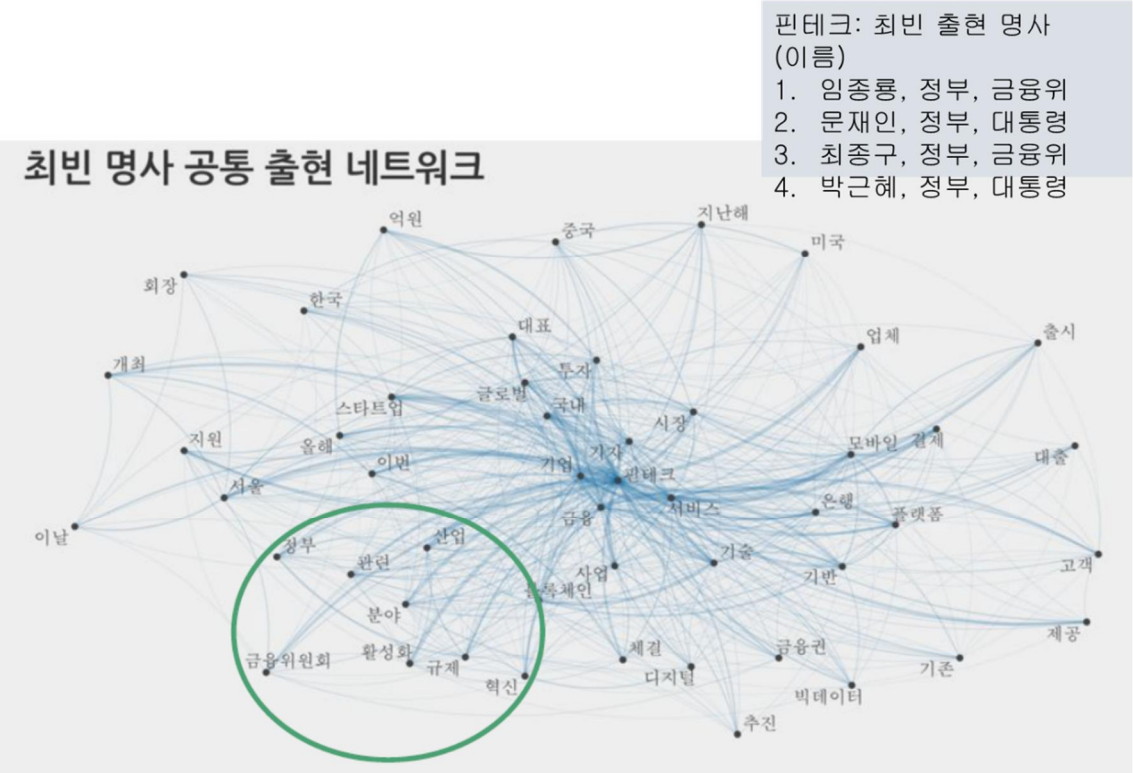 핀테크: 최빈 출현 명사
(이름)
1. 임종룡, 정부, 금융위
2. 문재인, 정부, 대통령
3. 최종구, 정부, 금융위
4. 박근혜, 정부, 대통령
최빈 명사 공통 출현 네트워크
억원
중국
지난해
미국
회장
한국
대표
업체
출시
개최
투자
글로벌
국내
스타트업
시장
지원
올해
기자
모바일
결제
대출
이번
기업
핀테크
서울
서비스
은행
이날
금융
플랫폼
정부
산업
관련
사업
기술
기반
고객
블록체인
분야
제공
금융위원회
활성화
규제
혁신
체결
디지털
금융권
기존
빅데이터
추진